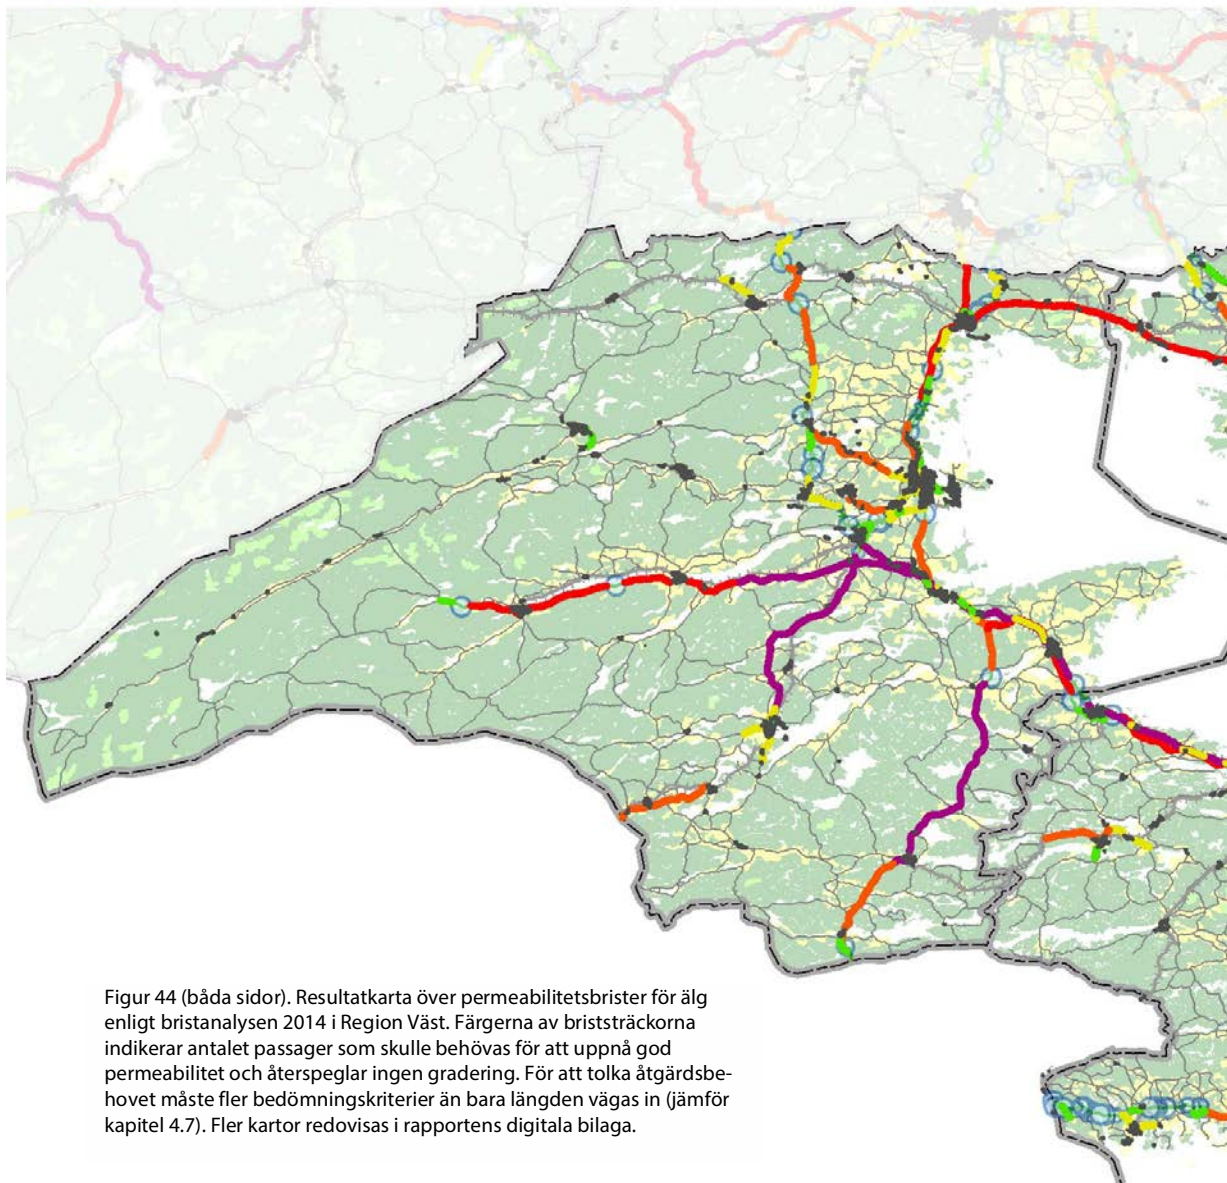 Figur 44 (båda sidor). Resultatkarta över permeabilitetsbrister för älg
enligt bristanalysen 2014 i Region Väst. Färgerna av briststräckorna
indikerar antalet passager som skulle behövas för att uppnå god
permeabilitet och återspeglar ingen gradering. För att tolka åtgärdsbe-
hovet måste fler bedömningskriterier än bara längden vägas in (jämför
kapitel 4.7). Fler kartor redovisas i rapportens digitala bilaga.